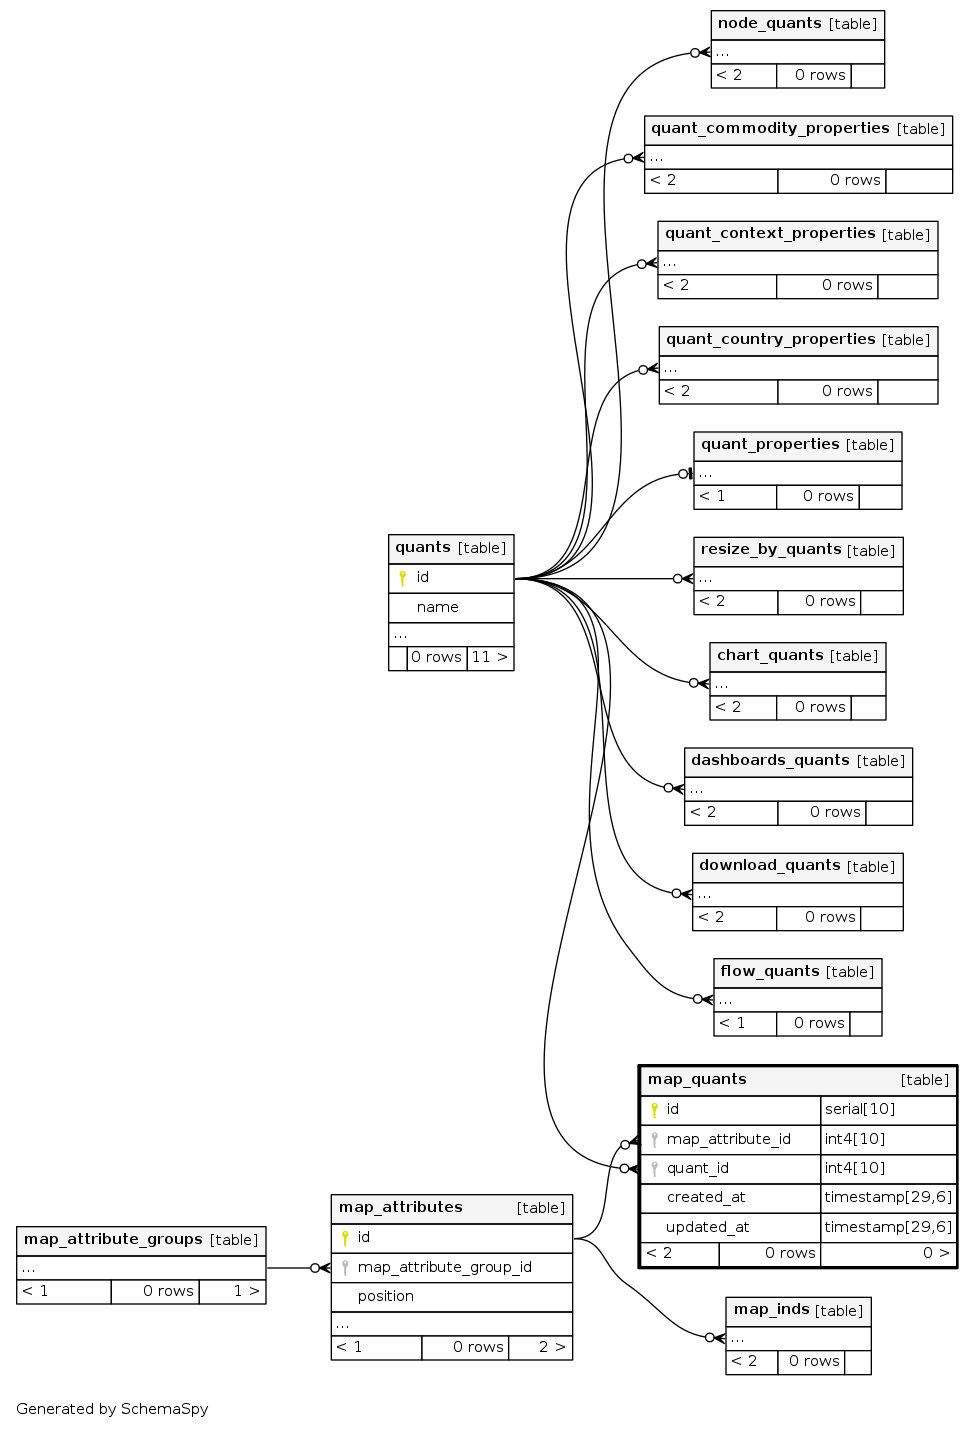 node_quants [table]
...
< 2 0 rows
quant_commodity_properties [table]
...
< 2 0 rows
quant_context_properties [table]
...
< 2 0 rows
quant_country_properties [table]
...
< 2 0 rows
quant_properties [table]
...
< 1 0 rows
quants [table]
id
name
...
0 rows 11 >
resize_by_quants [table]
...
< 2 0 rows
chart_quants [table]
...
< 2 0 rows
dashboards_quants [table]
...
< 2 0 rows
download_quants [table]
...
< 2 0 rows
flow_quants [table]
...
< 1 0 rows
map_quants [table]
id serial[10]
map_attribute_id int4[10]
quant_id int4[10]
created_at timestamp[29,6]
updated_at timestamp[29,6]
< 2 0 rows 0 >
map_attribute_groups [table]
...
< 1 0 rows 1 >
map_attributes [table]
id
map_attribute_group_id
position
...
< 1 0 rows 2 >
map_inds [table]
...
< 2 0 rows
Generated by SchemaSpy